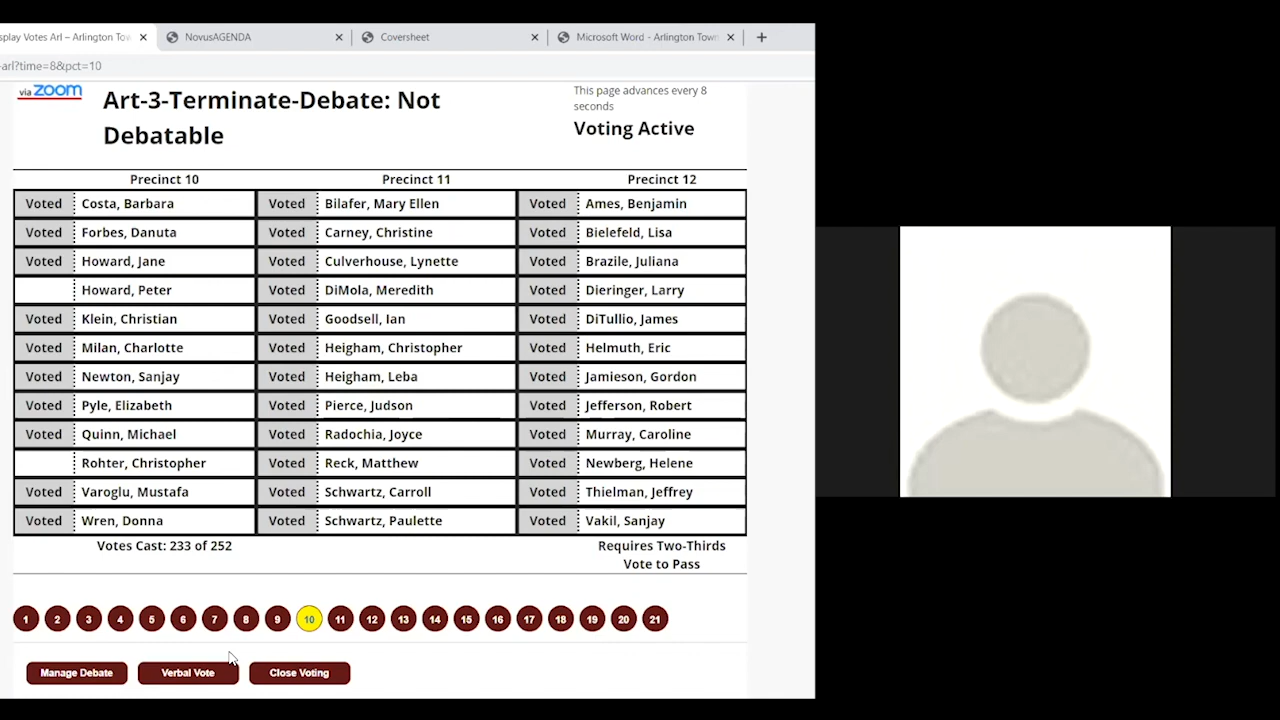 splay Votes Arl – Arlington Tow
NovusAGENDA
Coversheet
Microsoft Word - Arlington Town
-arl?time=8&pct=10
via zoom
Art-3-Terminate-Debate: Not
Debatable
This page advances every 8
seconds
Voting Active
Precinct 10 Precinct 11 Precinct 12
Voted Costa, Barbara Voted Bilafer, Mary Ellen Voted Ames, Benjamin
Voted Forbes, Danuta Voted Carney, Christine Voted Bielefeld, Lisa
Voted Howard, Jane Voted Culverhouse, Lynette Voted Brazile, Juliana
Howard, Peter Voted DiMola, Meredith Voted Dieringer, Larry
Voted Klein, Christian Voted Goodsell, Ian Voted DiTullio, James
Voted Milan, Charlotte Voted Heigham, Christopher Voted Helmuth, Eric
Voted Newton, Sanjay Voted Heigham, Leba Voted Jamieson, Gordon
Voted Pyle, Elizabeth Voted Pierce, Judson Voted Jefferson, Robert
Voted Quinn, Michael Voted Radochia, Joyce Voted Murray, Caroline
Rohter, Christopher Voted Reck, Matthew Voted Newberg, Helene
Voted Varoglu, Mustafa Voted Schwartz, Carroll Voted Thielman, Jeffrey
Voted Wren, Donna Voted Schwartz, Paulette Voted Vakil, Sanjay
Votes Cast: 233 of 252
Requires Two-Thirds
Vote to Pass
1 2 3 4 5 6 7 8 9 10 11 12 13 14 15 16 17 18 19 20 21
Manage Debate Verbal Vote Close Voting